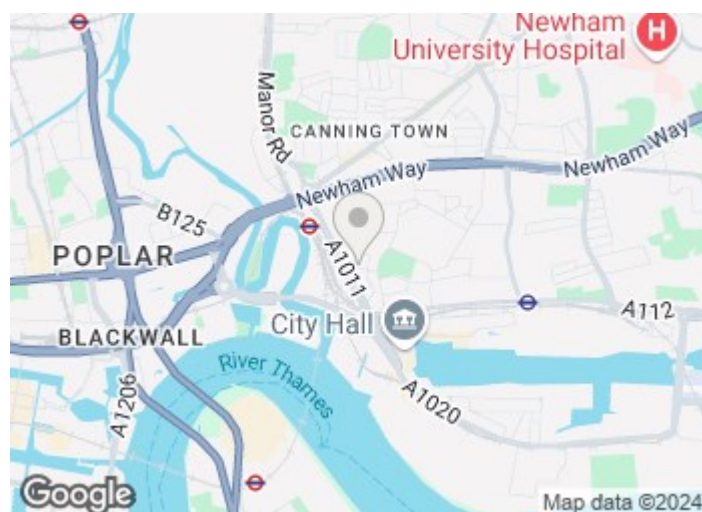 Newham
University Hospital
H
Manor Rd
CANNING TOWN
Newham Way
Newham Way
B125
POPLAR
A1011
City Hall
A112
BLACKWALL
River Thames
A1206
A1020
Google
Map data ©2024